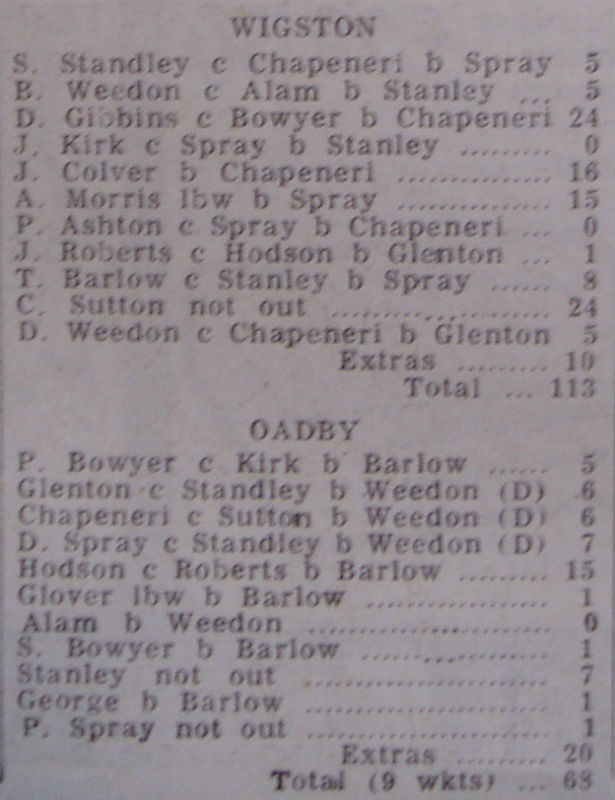 WIGSTON
S. Standley c Chapeneri b Spray 5
B. Weedon c Alam b Stanley ... 5
D. Gibbins c Bowyer b Chapeneri 24
J. Kirk c Spray b Stanley ......... 0
J. Colver b Chapeneri ............... 16
A. Morris lbw b Spray ............... 15
P. Ashton c Spray b Chapeneri ... 0
J. Roberts c Hodson b Glenton ... 1
T. Barlow c Stanley b Spray ...... 8
C. Sutton not out ........................ 24
D. Weedon c Chapeneri b Glenton 5
Extras ......... 10
Total ... 113
OADBY
P. Bowyer c Kirk b Barlow ...... 5
Glenton c Standley b Weedon (D) 6
Chapeneri c Sutton b Weedon (D) 6
D. Spray c Standley b Weedon (D) 7
Hodson c Roberts b Barlow ......... 15
Glover lbw b Barlow .................. 1
Alam b Weedon ........................ 0
S. Bowyer b Barlow .................. 1
Stanley not out ........................ 7
George b Barlow ........................ 1
P. Spray not out ........................ 1
Extras ......... 20
Total (9 wkts) ... 68